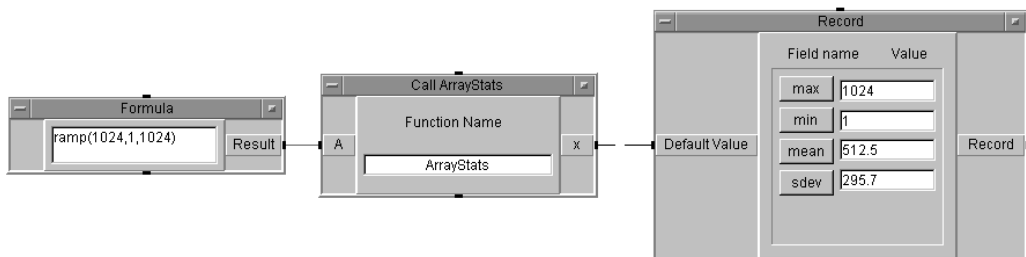 Formula
ramp(1024,1,1024)
Result
Call ArrayStats
Function Name
A
ArrayStats
x
Record
Field name Value
Default Value
max 1024
min 1
mean 512.5
sdev 295.7
Record